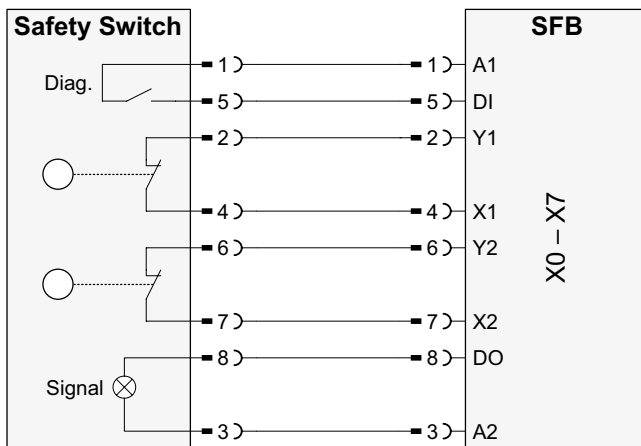 Safety Switch SFB
1 1 A1
Diag.
5 5 DI
2 2 Y1
4 4 X1
6 6 Y2
X0 – X7
7 7 X2
8 8 DO
Signal
3 3 A2